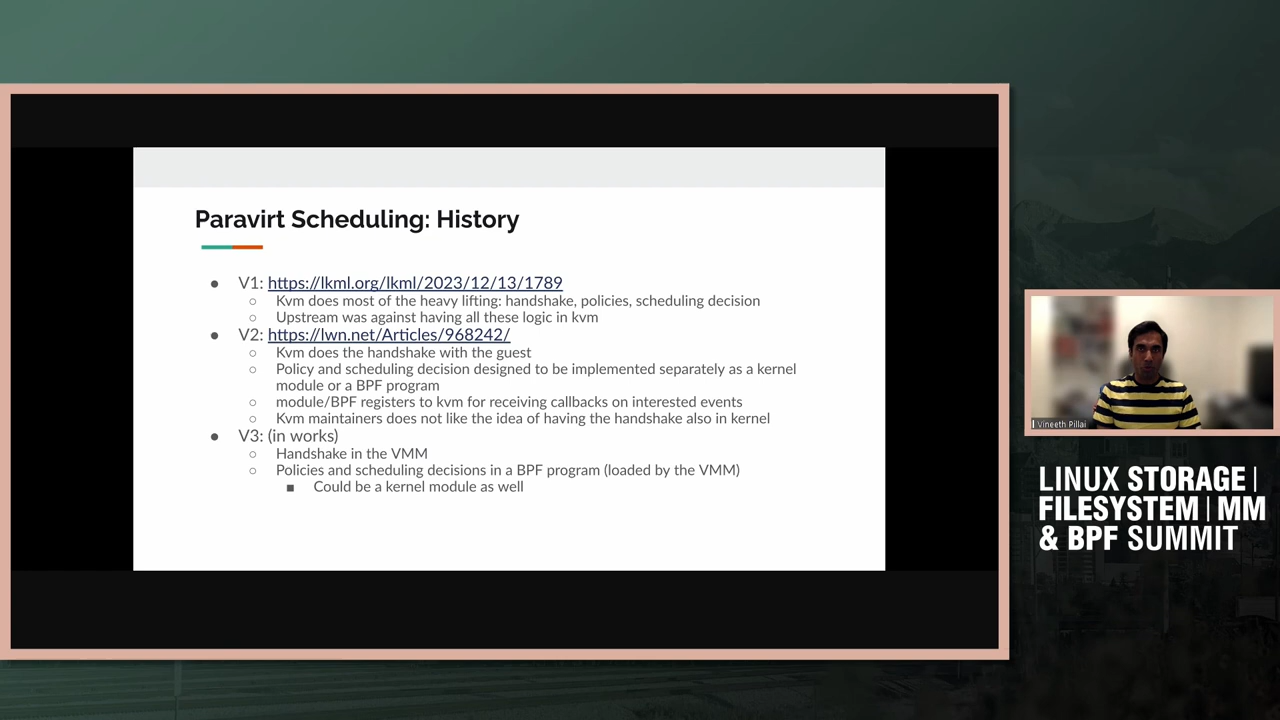 Paravirt Scheduling: History
● V1: https://lkml.org/lkml/2023/12/13/1789
○ Kvm does most of the heavy lifting: handshake, policies, scheduling decision
○ Upstream was against having all these logic in kvm
● V2: https://lwn.net/Articles/968242/
○ Kvm does the handshake with the guest
○ Policy and scheduling decision designed to be implemented separately as a kernel
module or a BPF program
○ module/BPF registers to kvm for receiving callbacks on interested events
○ Kvm maintainers does not like the idea of having the handshake also in kernel
● V3: (in works)
○ Handshake in the VMM
○ Policies and scheduling decisions in a BPF program (loaded by the VMM)
■ Could be a kernel module as well
Vineeth Pillai
LINUX STORAGE |
FILESYSTEM | MM
& BPF SUMMIT